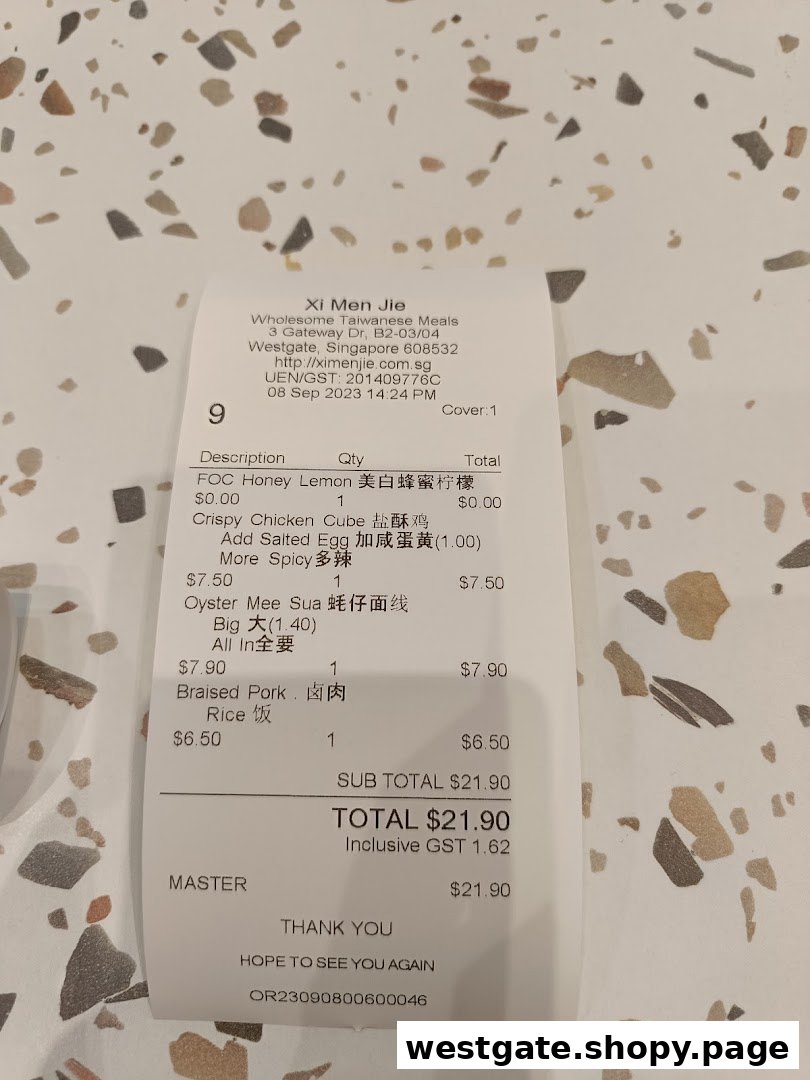 Xi Men Jie
Wholesome Taiwanese Meals
3 Gateway Dr, B2-03/04
Westgate, Singapore 608532
http://ximenjie.com.sg
UEN/GST: 201409776C
08 Sep 2023 14:24 PM
9 Cover:1
Description Qty Total
FOC Honey Lemon 美白蜂蜜柠檬
$0.00 1 $0.00
Crispy Chicken Cube 盐酥鸡
Add Salted Egg 加咸蛋黄(1.00)
More Spicy多辣
$7.50 1 $7.50
Oyster Mee Sua 蚝仔面线
Big 大(1.40)
All In全要
$7.90 1 $7.90
Braised Pork . 卤肉
Rice 饭
$6.50 1 $6.50
SUB TOTAL $21.90
TOTAL $21.90
Inclusive GST 1.62
MASTER $21.90
THANK YOU
HOPE TO SEE YOU AGAIN
OR23090800600046
westgate.shopy.page